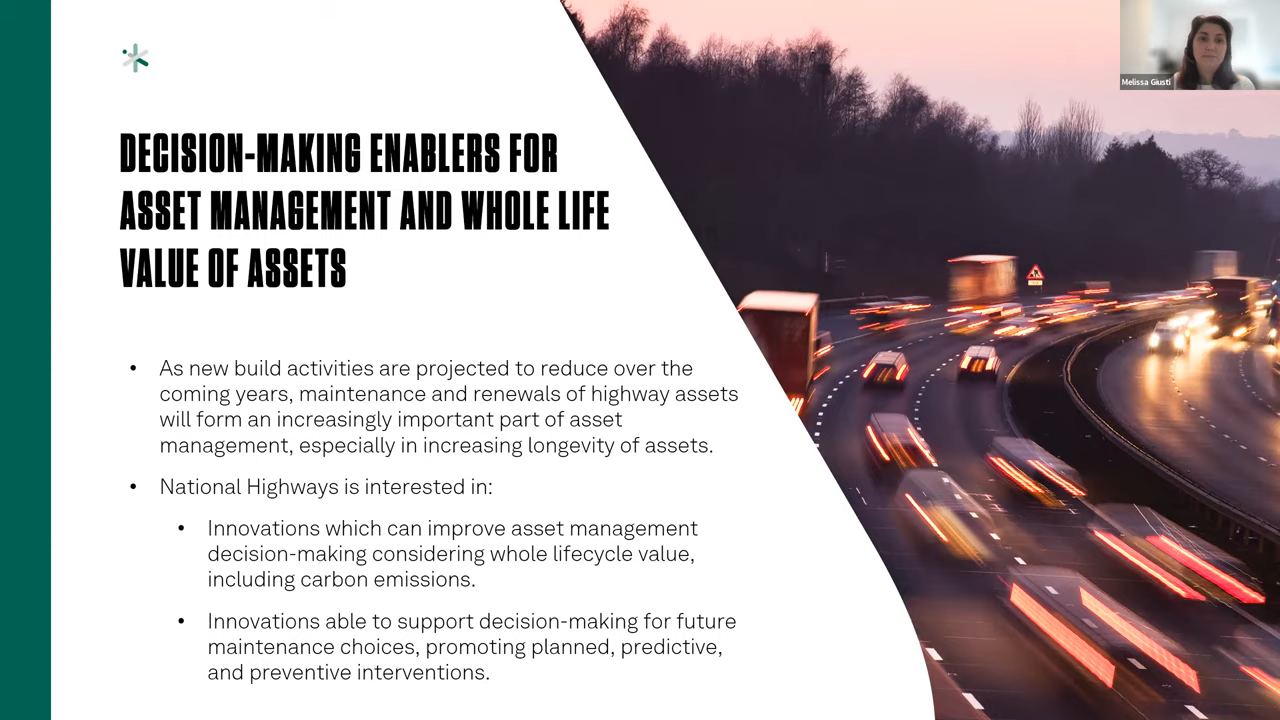 Melissa Giusti
DECISION-MAKING ENABLERS FOR
ASSET MANAGEMENT AND WHOLE LIFE
VALUE OF ASSETS
• As new build activities are projected to reduce over the
coming years, maintenance and renewals of highway assets
will form an increasingly important part of asset
management, especially in increasing longevity of assets.
• National Highways is interested in:
• Innovations which can improve asset management
decision-making considering whole lifecycle value,
including carbon emissions.
• Innovations able to support decision-making for future
maintenance choices, promoting planned, predictive,
and preventive interventions.